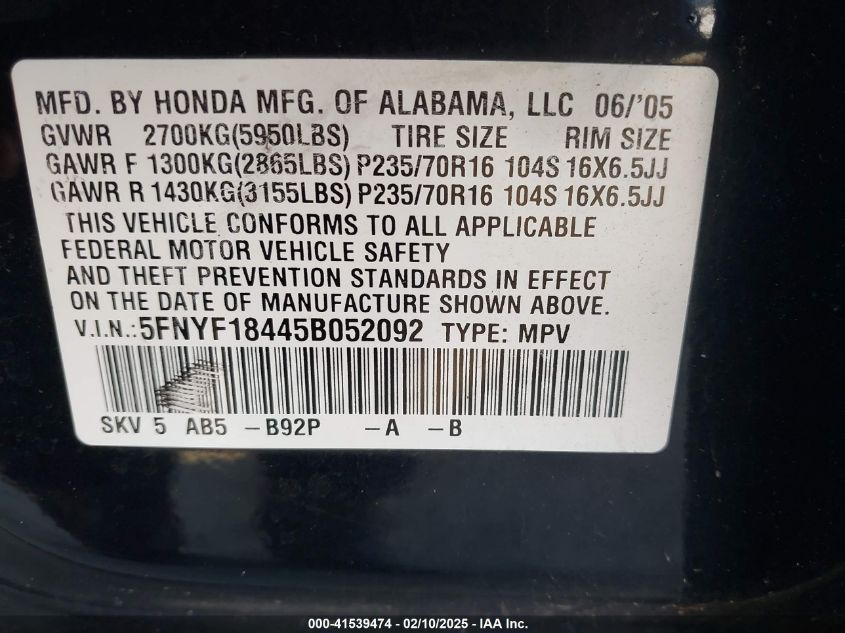 MFD. BY HONDA MFG. OF ALABAMA, LLC 06/'05
GVWR 2700KG(5950LBS) TIRE SIZE RIM SIZE
GAWR F 1300KG(2865LBS) P235/70R16 104S 16X6.5JJ
GAWR R 1430KG(3155LBS) P235/70R16 104S 16X6.5JJ
THIS VEHICLE CONFORMS TO ALL APPLICABLE
FEDERAL MOTOR VEHICLE SAFETY
AND THEFT PREVENTION STANDARDS IN EFFECT
ON THE DATE OF MANUFACTURE SHOWN ABOVE.
V.I.N.:5FNYF18445B052092 TYPE: MPV
SKV 5 AB5 -B92P -A -B
000-41539474 - 02/10/2025 - IAA Inc.